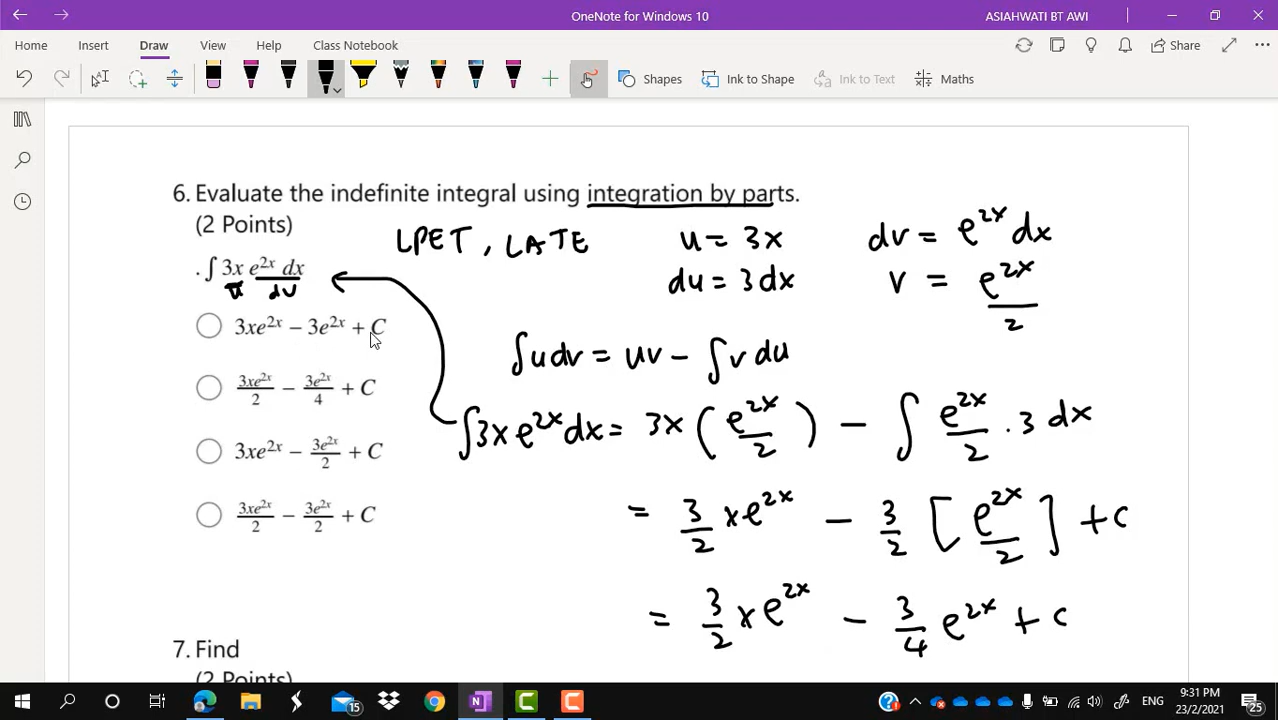 OneNote for Windows 10
ASIAHWATI BT AWI
Home Insert Draw View Help Class Notebook
Share
Shapes Ink to Shape Ink to Text Maths
6. Evaluate the indefinite integral using integration by parts.
(2 Points)
LPET, LATE
u = 3x
dv = e^{2x} dx
. ∫ 3x e^{2x} dx
u dv
du = 3 dx
v = e^{2x}/2
3xe^{2x} − 3e^{2x} + C
∫udv = uv − ∫v du
3xe^{2x}/2 − 3e^{2x}/4 + C
∫3x e^{2x} dx = 3x (e^{2x}/2) − ∫ e^{2x}/2 · 3 dx
3xe^{2x} − 3e^{2x}/2 + C
3xe^{2x}/2 − 3e^{2x}/2 + C
= 3/2 xe^{2x} − 3/2 [e^{2x}/2] + C
= 3/2 xe^{2x} − 3/4 e^{2x} + C
7. Find
(2 Points)
15
ENG
9:31 PM
23/2/2021
25